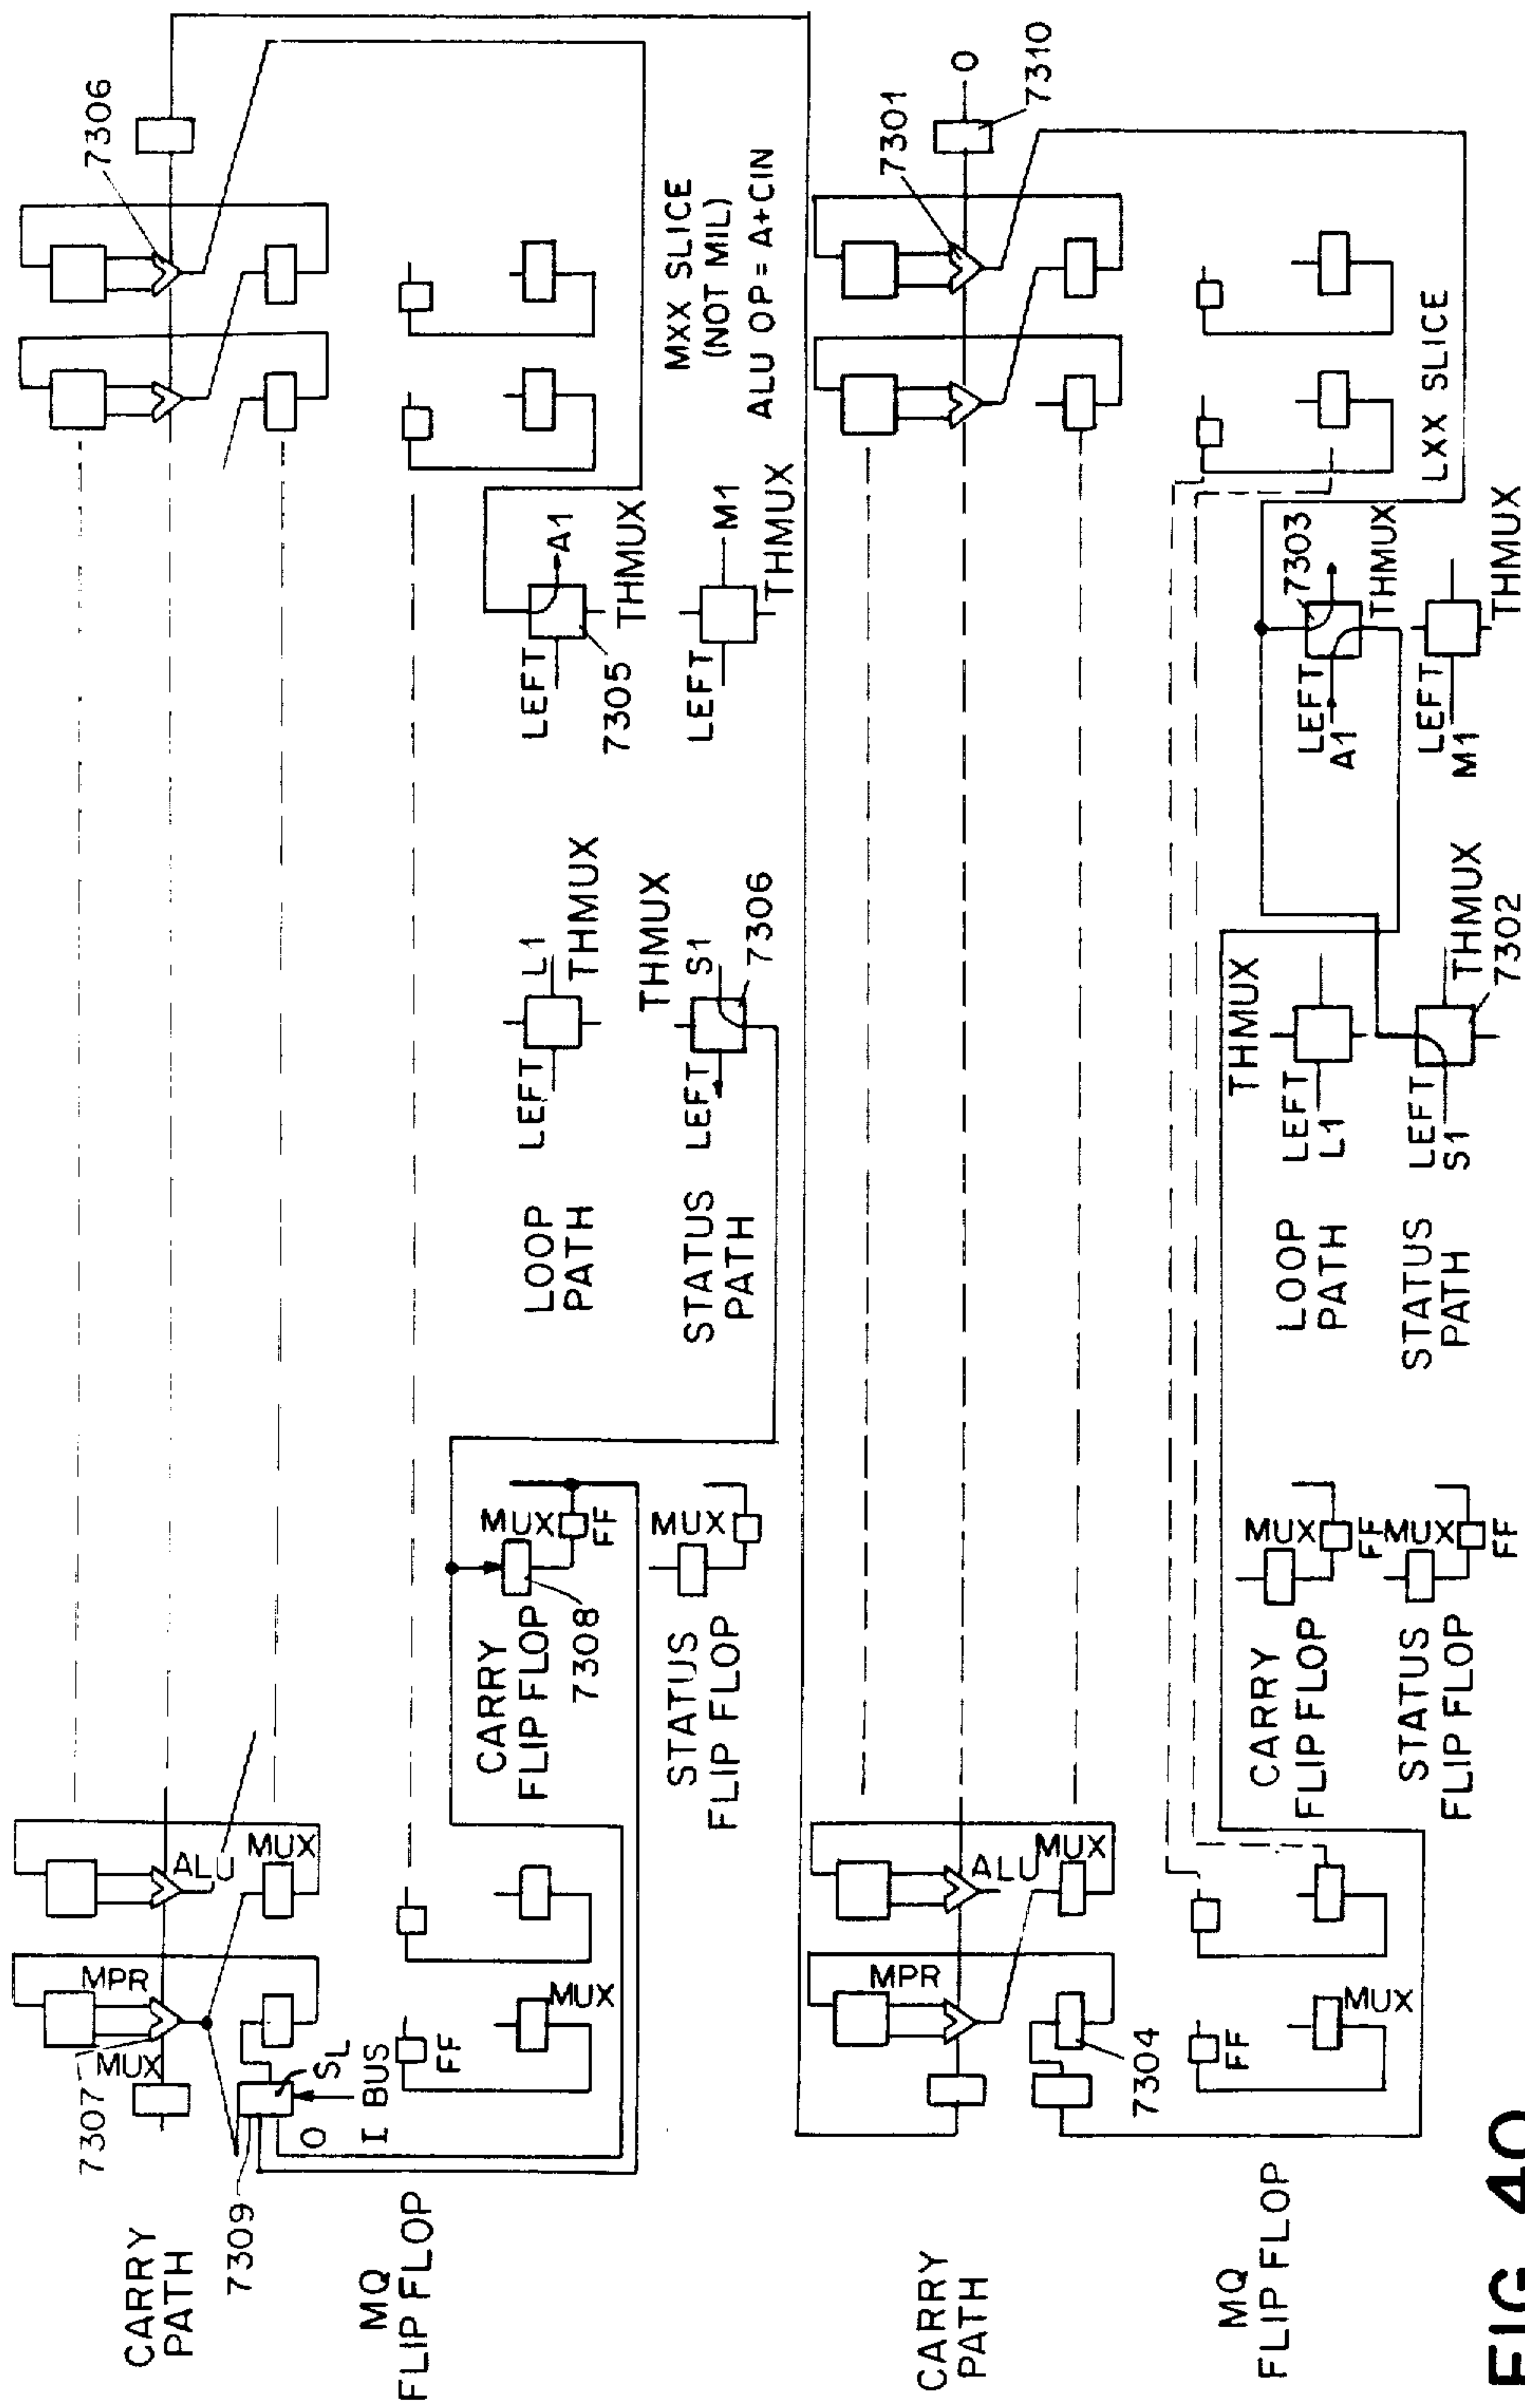 CARRY
PATH
7307
MUX
MPR
ALU
MUX
7306
7309
O
I BUS
SL
MQ
FLIP FLOP
FF
MUX
CARRY
FLIP FLOP
7308
MUX
FF
STATUS
FLIP FLOP
MUX
LOOP
PATH
LEFT
L1
THMUX
STATUS
PATH
LEFT
S1
THMUX
7306
LEFT
A1
THMUX
7305
LEFT
M1
THMUX
MXX SLICE
(NOT MIL)
ALU OP = A+CIN
CARRY
PATH
MPR
ALU
MUX
7301
O
7310
7304
MQ
FLIP FLOP
FF
MUX
CARRY
FLIP FLOP
MUX
FF
STATUS
FLIP FLOP
MUX
FF
LOOP
PATH
LEFT
L1
THMUX
STATUS
PATH
LEFT
S1
THMUX
7302
LEFT
A1
7303
THMUX
LEFT
M1
THMUX
LXX SLICE
FIG. 40